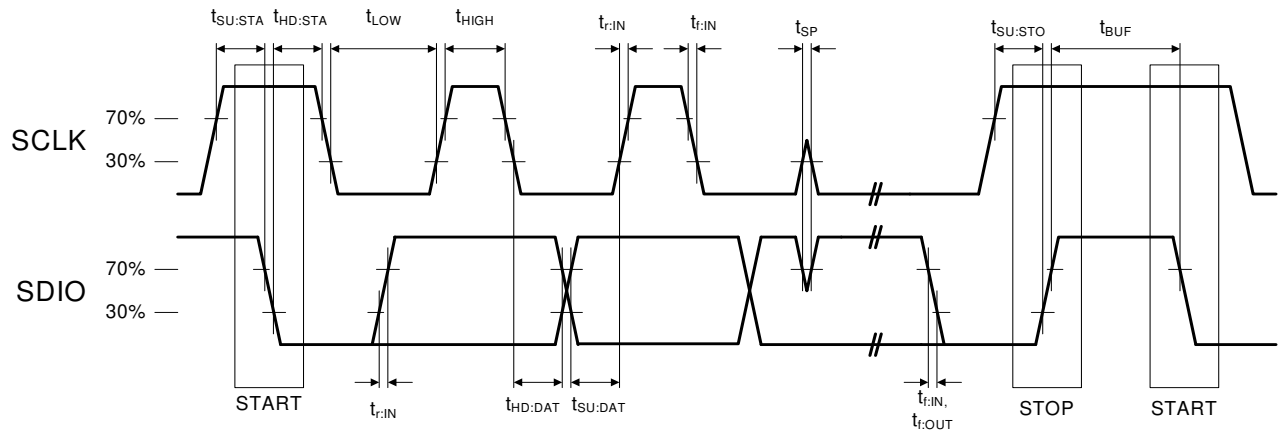 tSU:STA tHD:STA tLOW tHIGH tr:IN tf:IN tSP tSU:STO tBUF
70%
SCLK
30%
70%
SDIO
30%
START tr:IN tHD:DAT tSU:DAT tf:IN, STOP START
tf:OUT